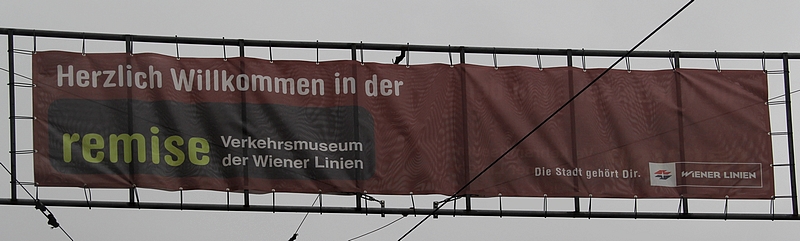 Herzlich Willkommen in der
remise
Verkehrsmuseum
der Wiener Linien
Die Stadt gehört Dir.
WIENER LINIEN